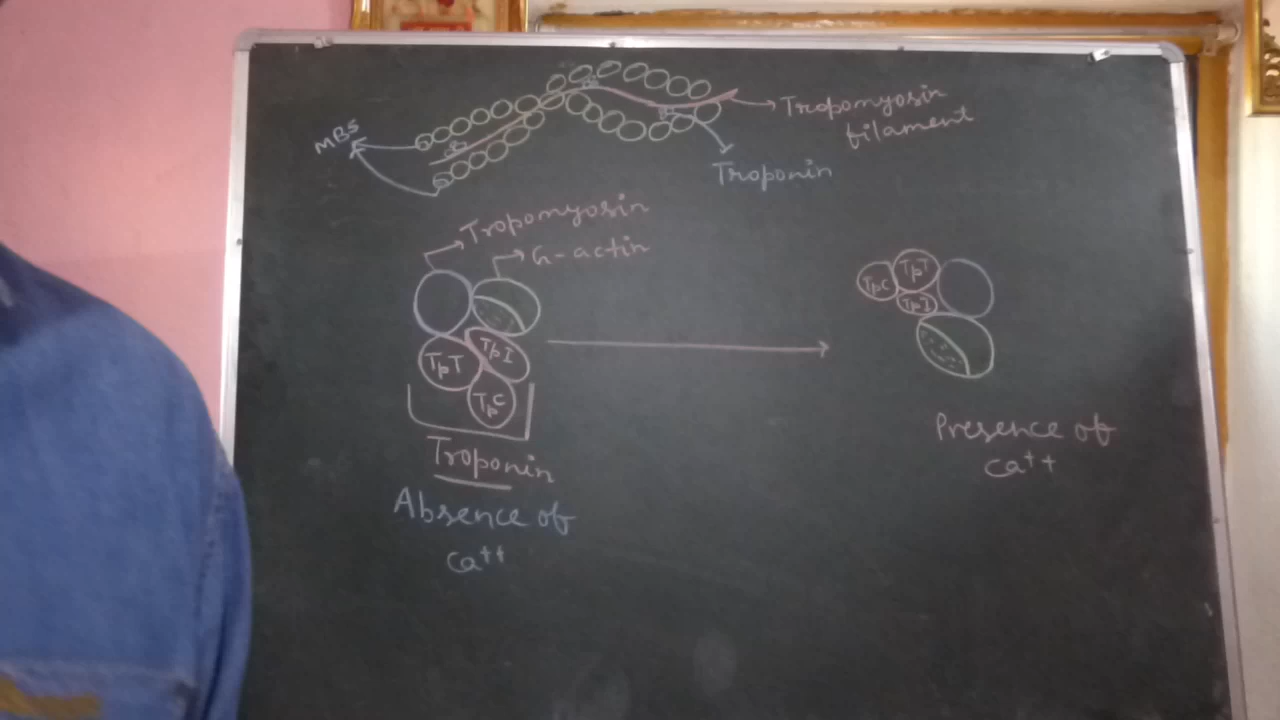 MBS
Tropomyosin
filament
Troponin
Tropomyosin
G-actin
TpT
TpI
TpC
Troponin
Absence of
Ca++
TpC
TpT
TpI
Presence of
Ca++